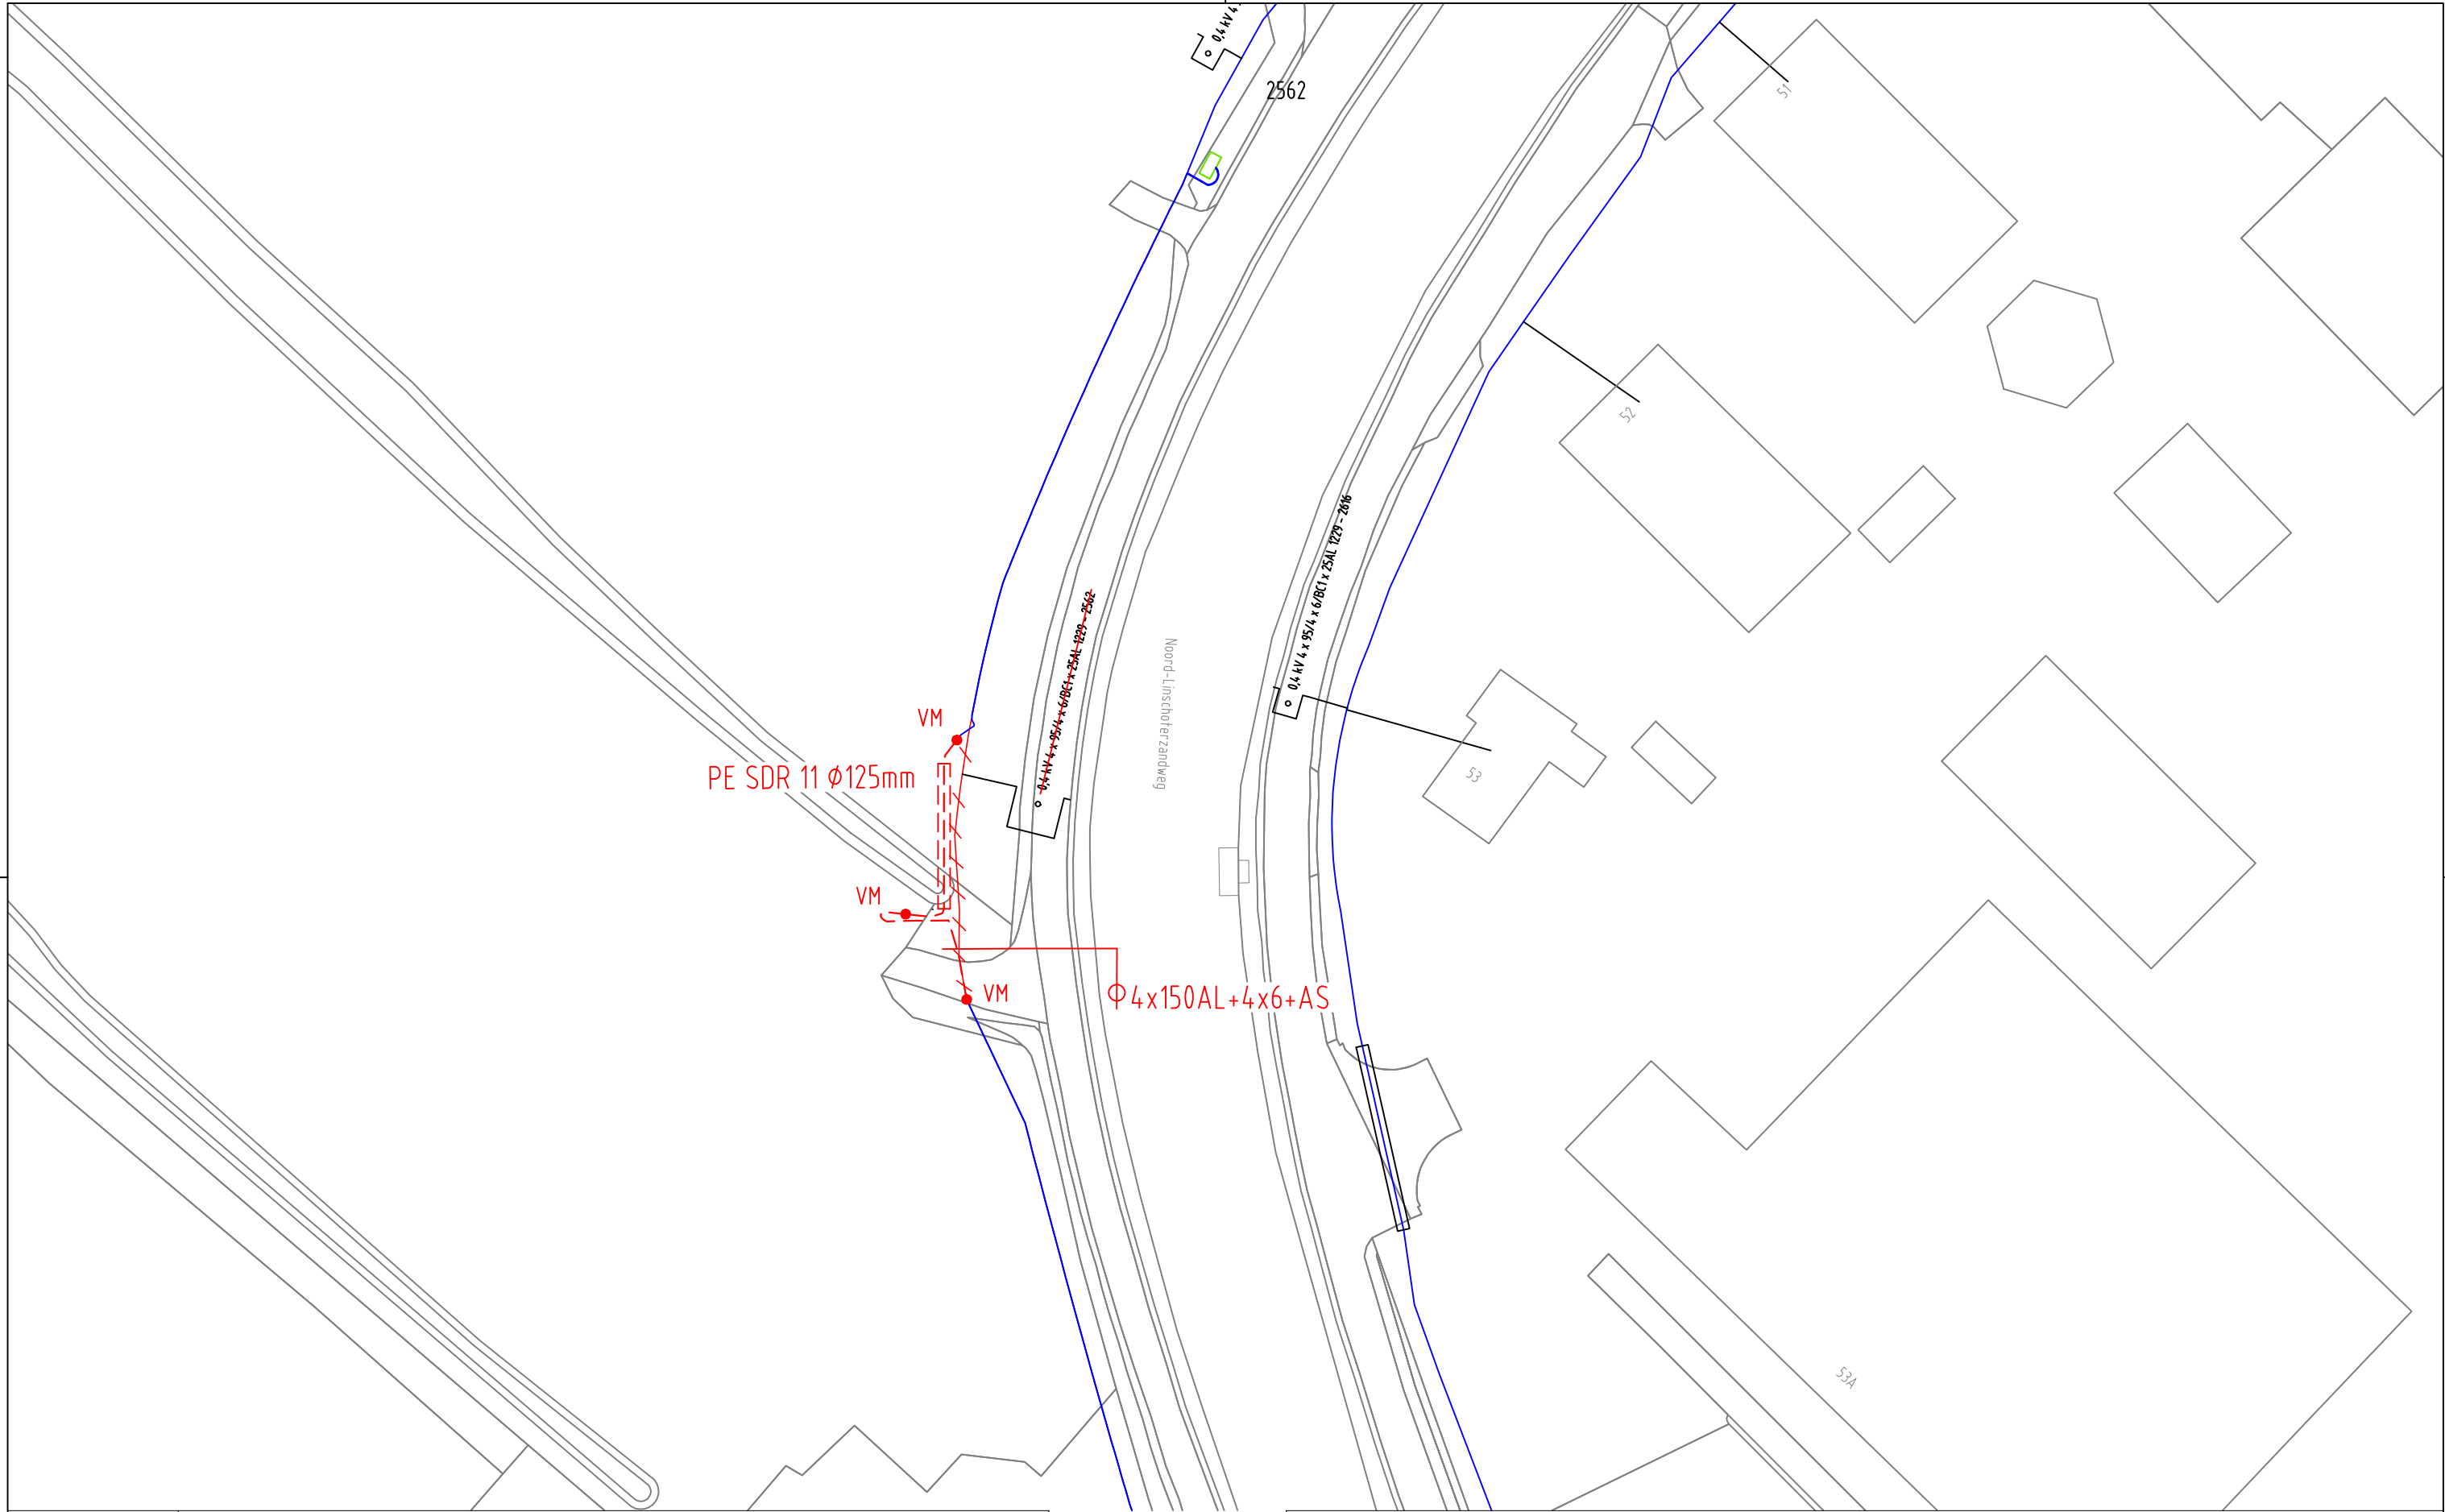 0,4 kV 4
2562
51
52
0,4 kV 4 x 95/4 x 6/BC1 x 25AL 1229 - 2616
0,4 kV 4 x 95/4 x 6/BC1 x 25AL 1229 - 2562
Noord-Linschoterzandweg
VM
PE SDR 11 ϕ125mm
53
VM
VM
ϕ 4x150AL+4x6+AS
53A